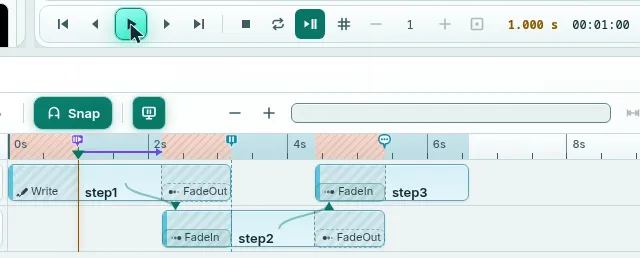 1 1.000 s 00:01:00
Snap
0s 2s 4s 6s 8s
Write step1 FadeOut FadeIn step3
FadeIn step2 FadeOut